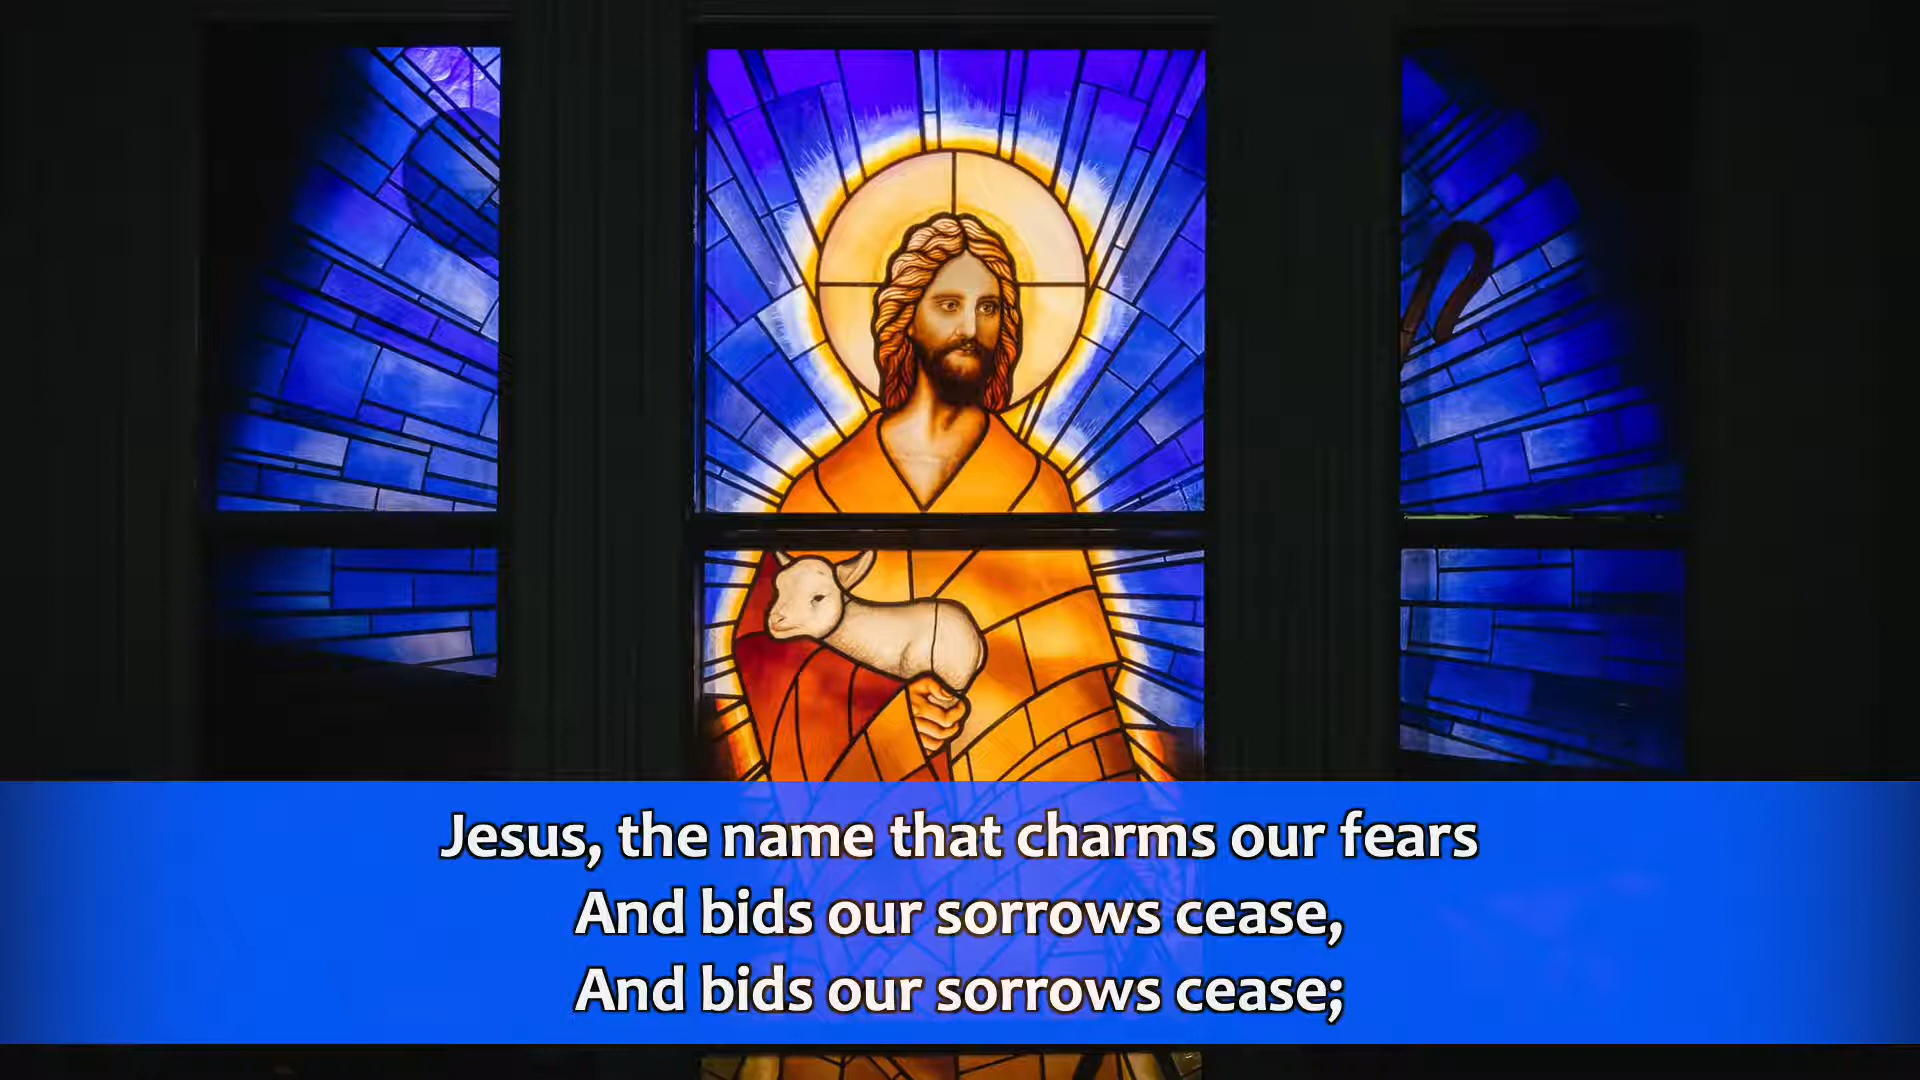 Jesus, the name that charms our fears
And bids our sorrows cease,
And bids our sorrows cease;